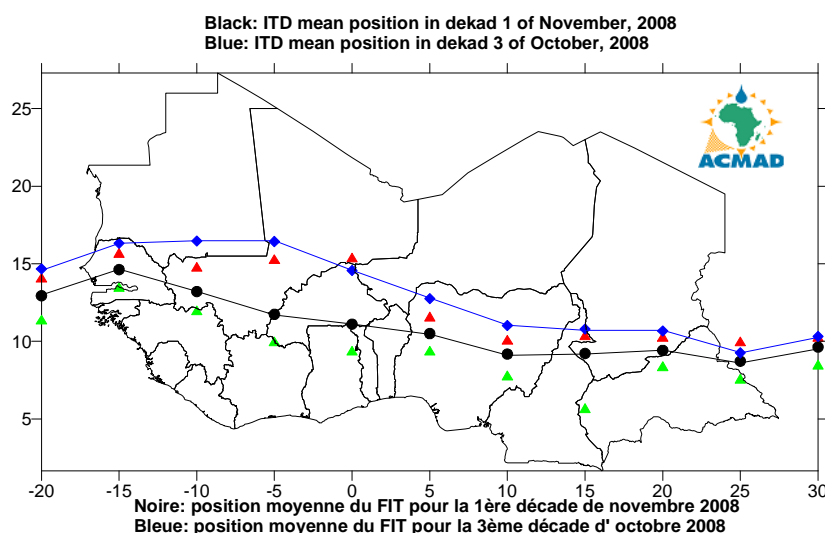 Black: ITD mean position in dekad 1 of November, 2008
Blue: ITD mean position in dekad 3 of October, 2008
25
20
15
10
5
ACMAD
-20 -15 -10 -5 0 5 10 15 20 25 30
Noire: position moyenne du FIT pour la 1ère décade de novembre 2008
Bleue: position moyenne du FIT pour la 3ème décade d' octobre 2008